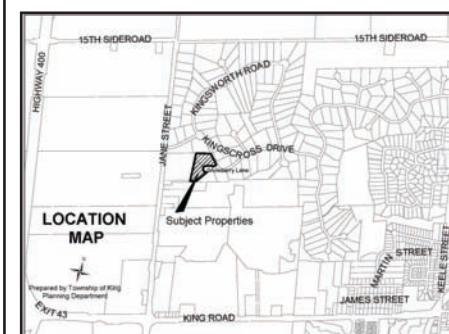 15TH SIDEROAD
15TH SIDEROAD
HIGHWAY 400
JANE STREET
KINGSWORTH ROAD
KINGSCROSS DRIVE
Subject Properties
LOCATION
MAP
Prepared by Township of King
Planning Department
EXIT 43
KING ROAD
MARTIN STREET
JAMES STREET
KEELE STREET